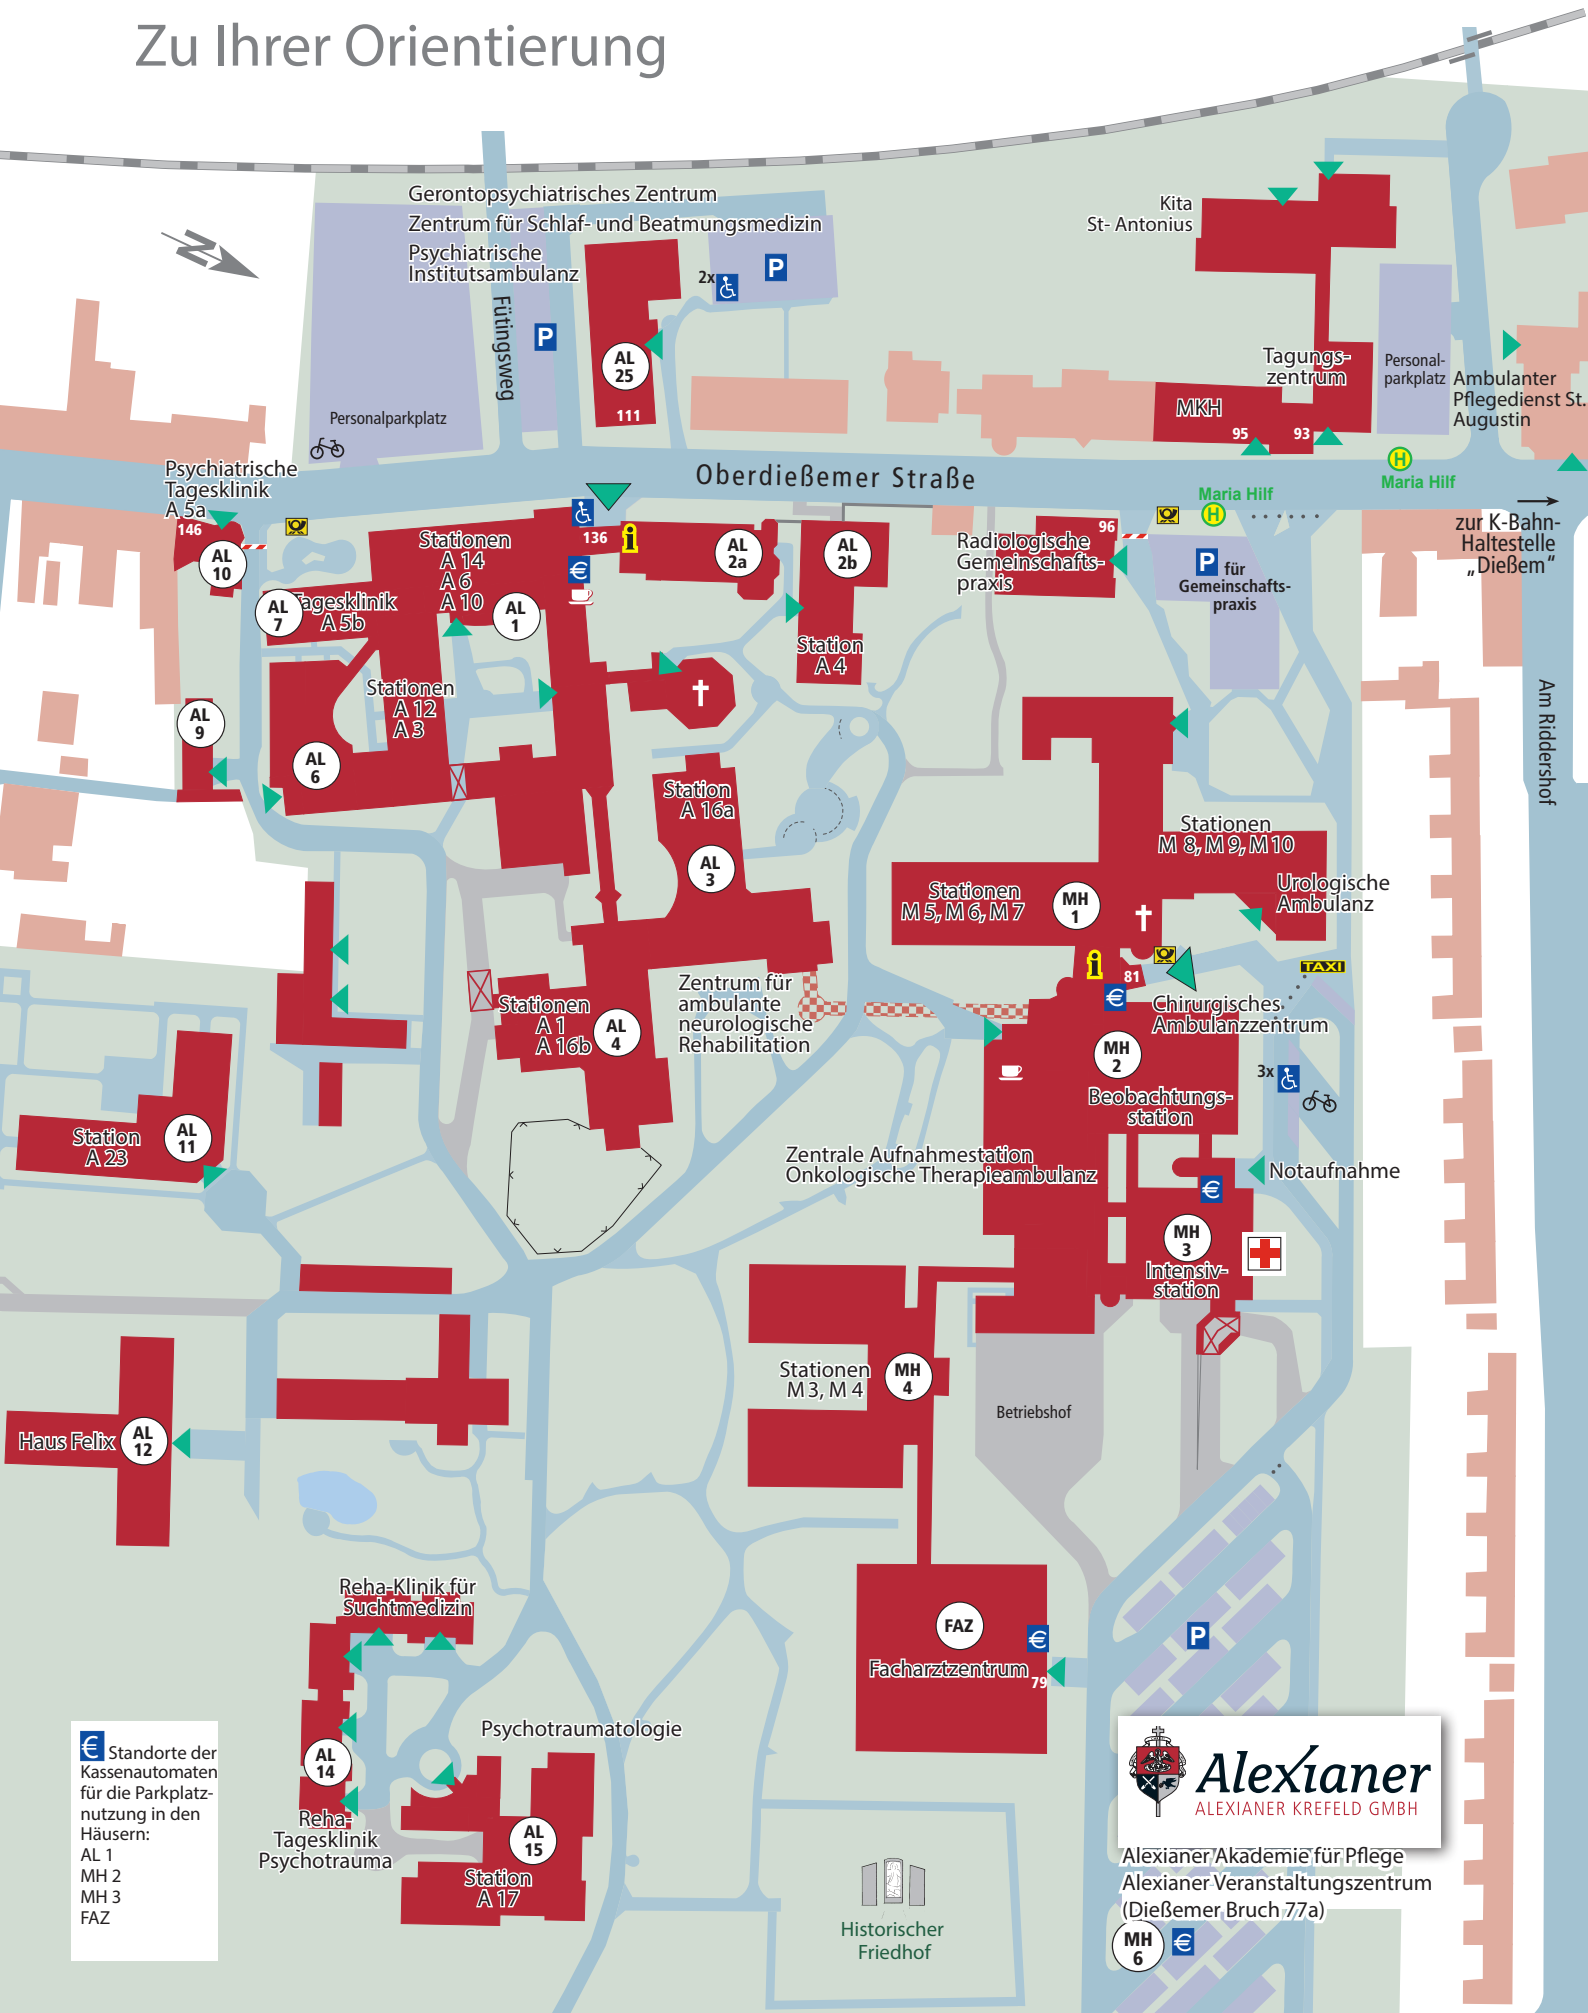 Zu Ihrer Orientierung
N
Gerontopsychiatrisches Zentrum
Zentrum für Schlaf- und Beatmungsmedizin
Psychiatrische
Institutsambulanz
2x
P
P
Fütingsweg
AL
25
111
Personalparkplatz
Kita
St- Antonius
Tagungs-
zentrum
Personal-
parkplatz
MKH
95
93
Ambulanter
Pflegedienst St.
Augustin
H
Maria Hilf
Maria Hilf
H
Oberdießemer Straße
zur K-Bahn-
Haltestelle
„Dießem“
Am Riddershof
Psychiatrische
Tagesklinik
A 5a
146
AL
10
Stationen
A 14
A 6
A 10
136
i
€
AL
1
AL
2a
AL
2b
Station
A 4
Radiologische
Gemeinschafts-
praxis
96
P für
Gemeinschafts-
praxis
AL
7
Tagesklinik
A 5b
Stationen
A 12
A 3
AL
9
AL
6
Station
A 16a
AL
3
Stationen
M 8, M 9, M 10
Stationen
M 5, M 6, M 7
MH
1
Urologische
Ambulanz
i
81
€
TAXI
Chirurgisches
Ambulanzzentrum
Zentrum für
ambulante
neurologische
Rehabilitation
Stationen
A 1
A 16b
AL
4
MH
2
Beobachtungs-
station
3x
Station
A 23
AL
11
Zentrale Aufnahmestation
Onkologische Therapieambulanz
Notaufnahme
€
MH
3
Intensiv-
station
Stationen
M 3, M 4
MH
4
Betriebshof
Haus Felix
AL
12
Reha-Klinik für
Suchtmedizin
FAZ
€
Facharztzentrum
79
P
Psychotraumatologie
AL
14
Reha-
Tagesklinik
Psychotrauma
AL
15
Station
A 17
€ Standorte der
Kassenautomaten
für die Parkplatz-
nutzung in den
Häusern:
AL 1
MH 2
MH 3
FAZ
Historischer
Friedhof
Alexianer
ALEXIANER KREFELD GMBH
Alexianer Akademie für Pflege
Alexianer Veranstaltungszentrum
(Dießemer Bruch 77a)
MH
6
€